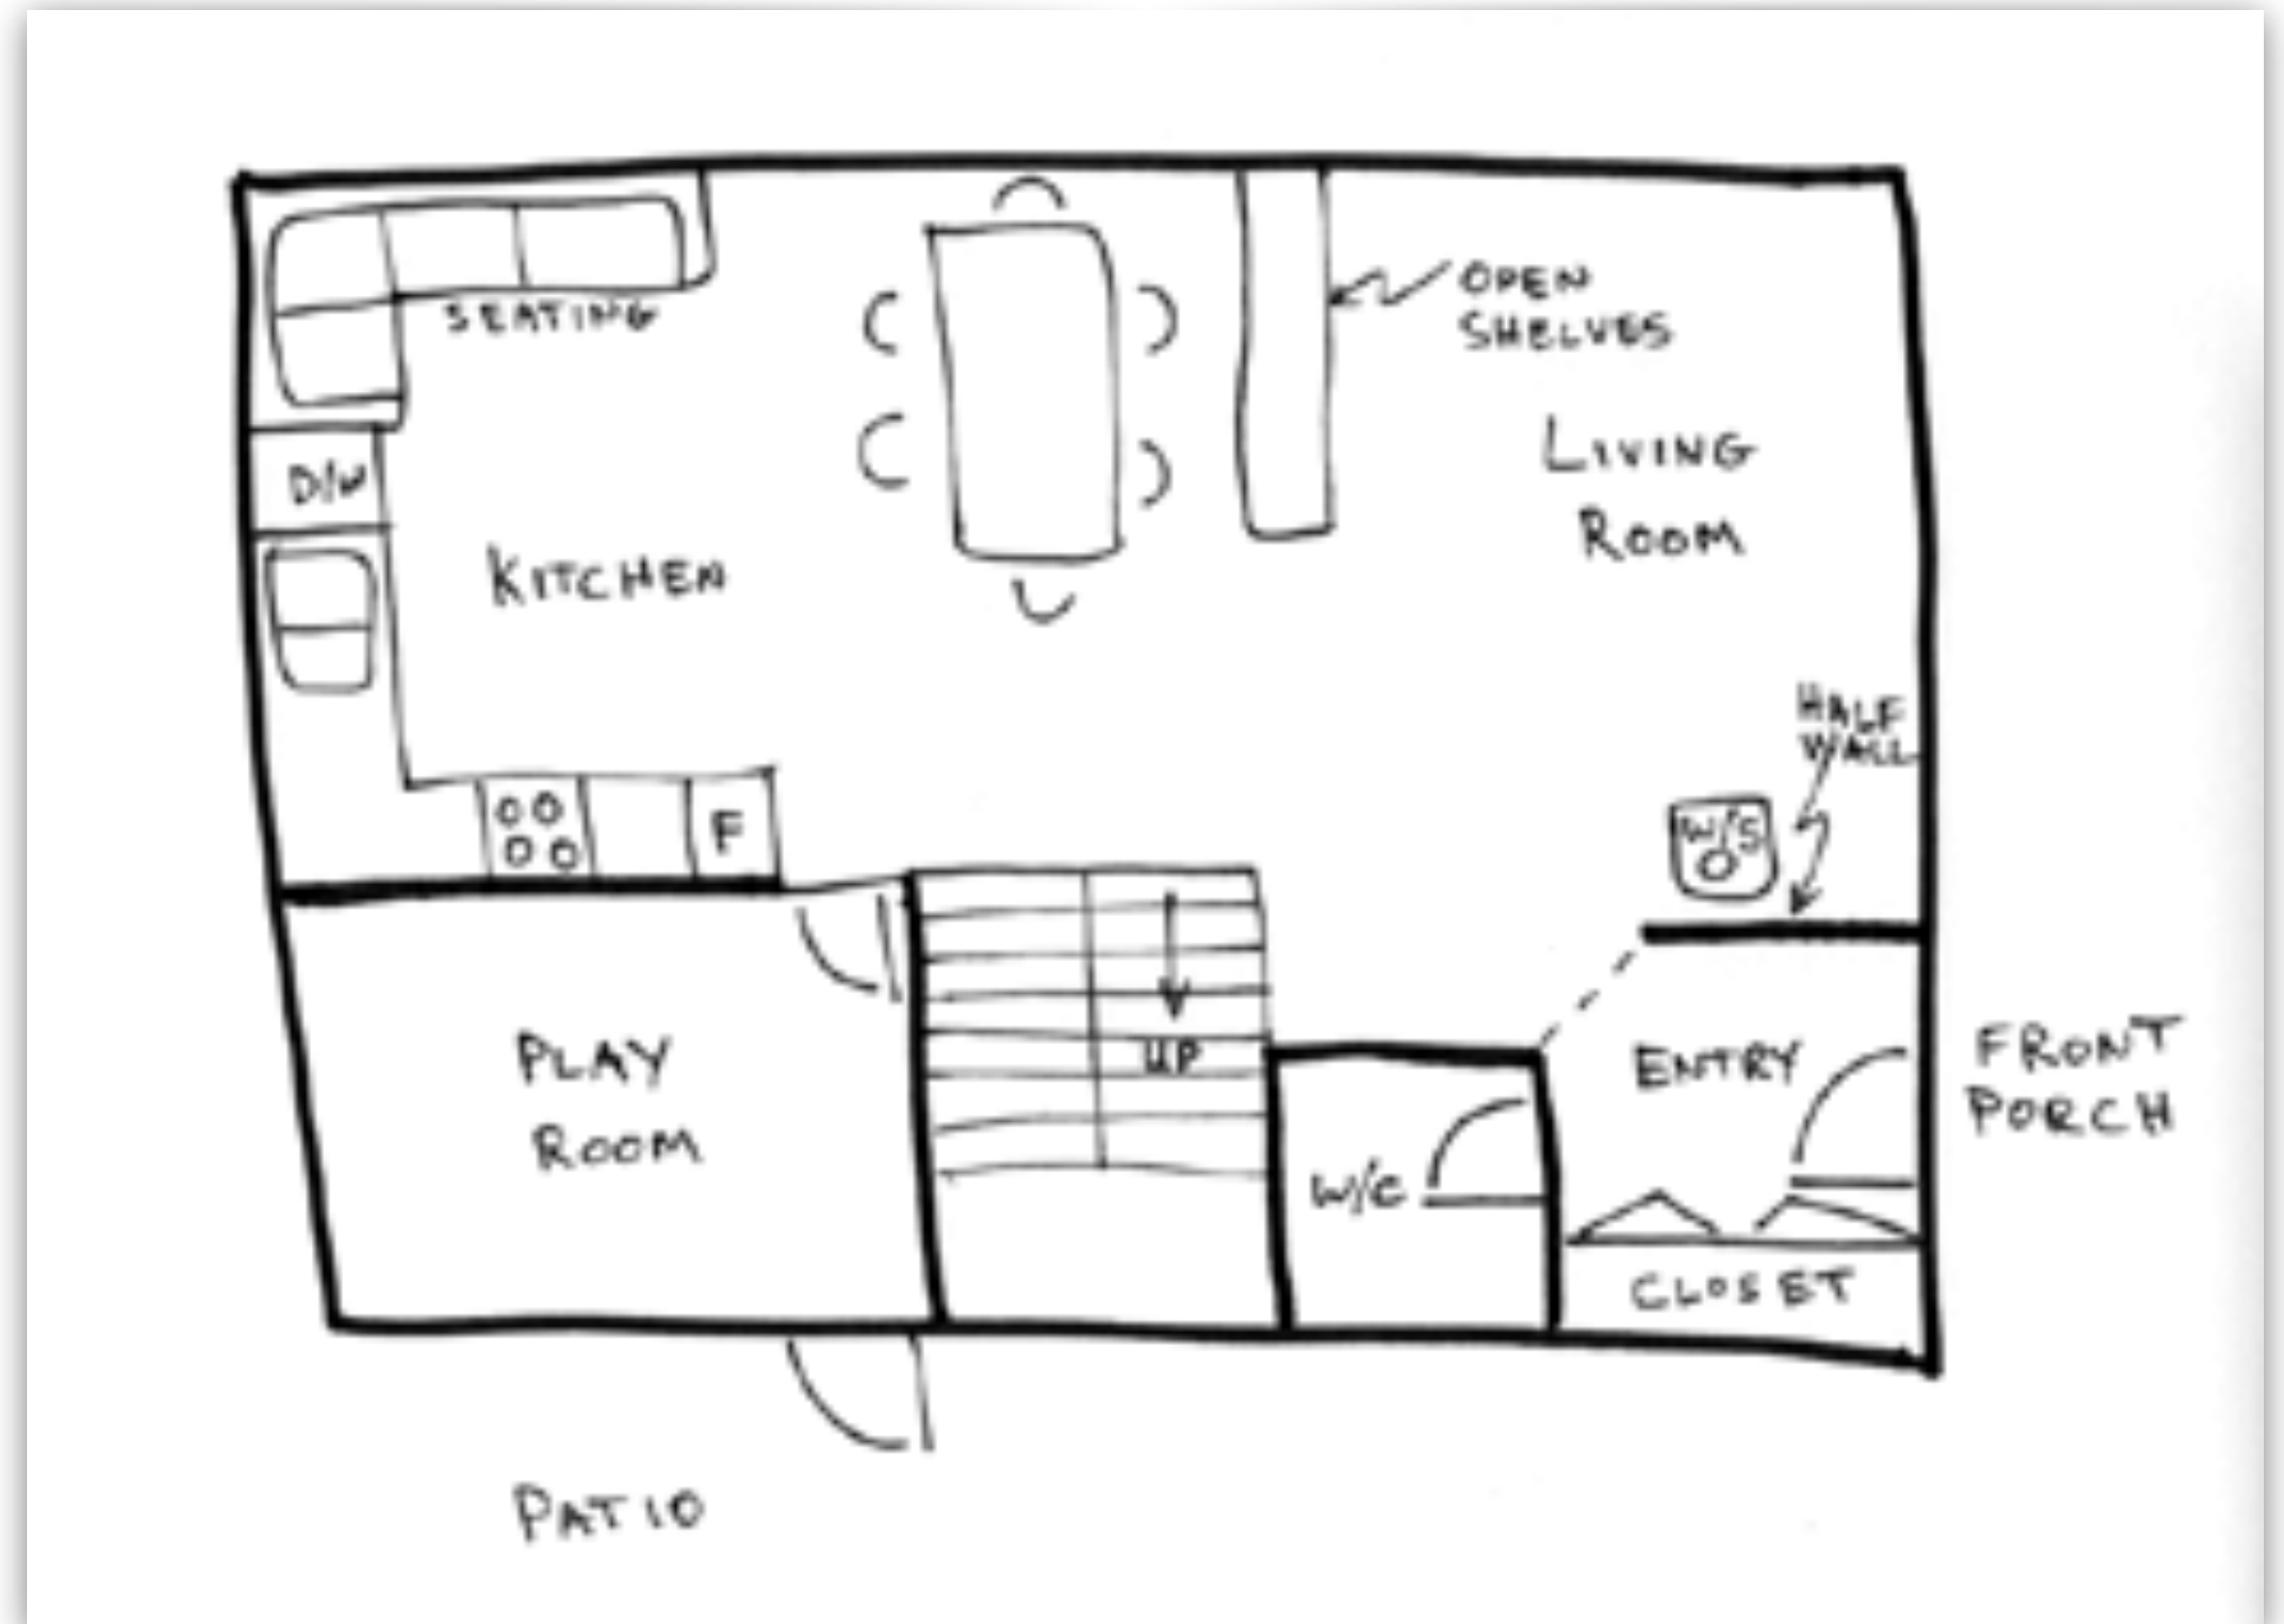 OPEN
SHELVES
SEATING
LIVING
ROOM
D/W
KITCHEN
HALF
WALL
W/S
F
PLAY
ROOM
UP
ENTRY
FRONT
PORCH
W/C
CLOSET
PATIO